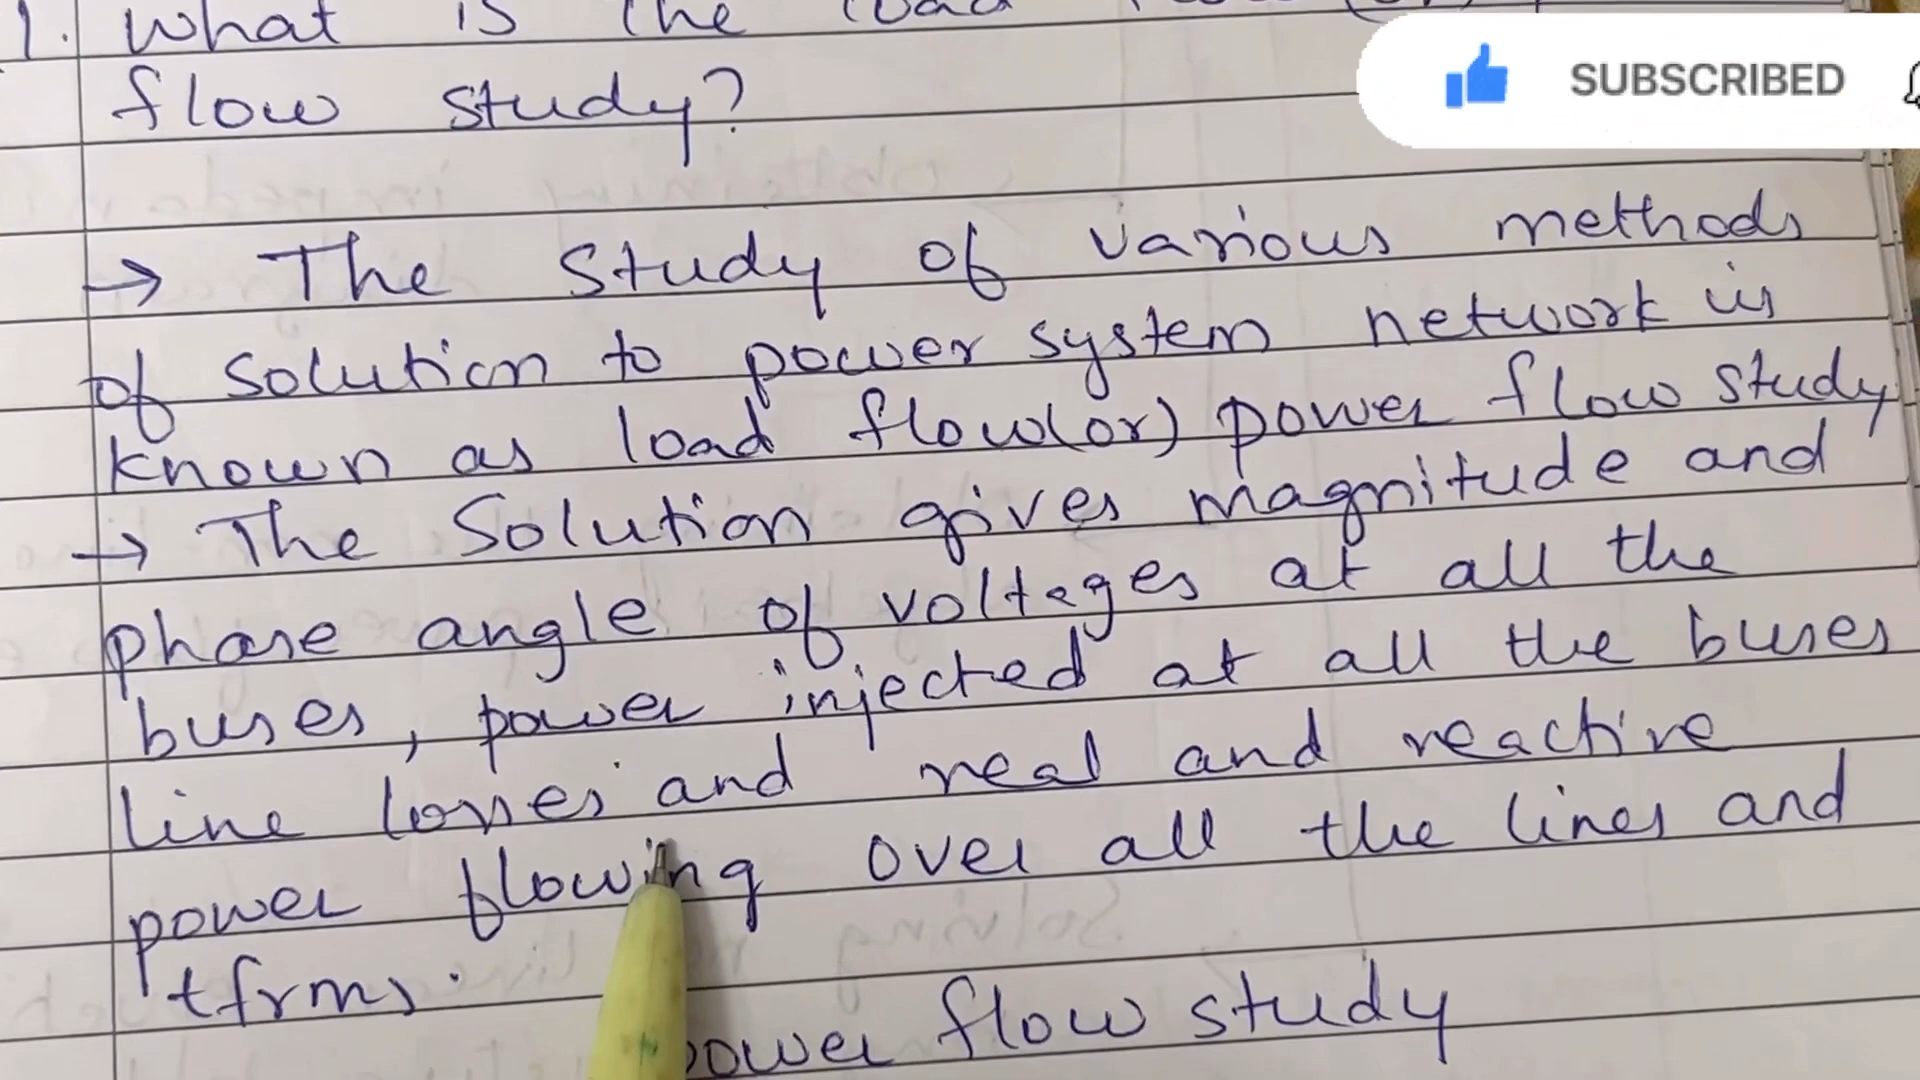 1. What is the load
flow study?
SUBSCRIBED
→ The study of various methods
of solution to power system network is
known as load flow(or) power flow study
→ The Solution gives magnitude and
phase angle of voltages at all the
buses, power injected at all the buses
line losses and real and reactive
power flowing over all the lines and
tfrms.
power flow study